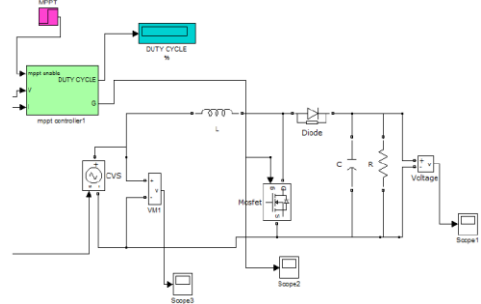 MPPT
mppt enable
DUTY CYCLE
V
G
I
mppt controller1
DUTY CYCLE
%
L
Diode
CVS
+
v
-
VM1
Mosfet
g
D
S
C
R
+
v
-
Voltage
Scope1
Scope2
Scope3